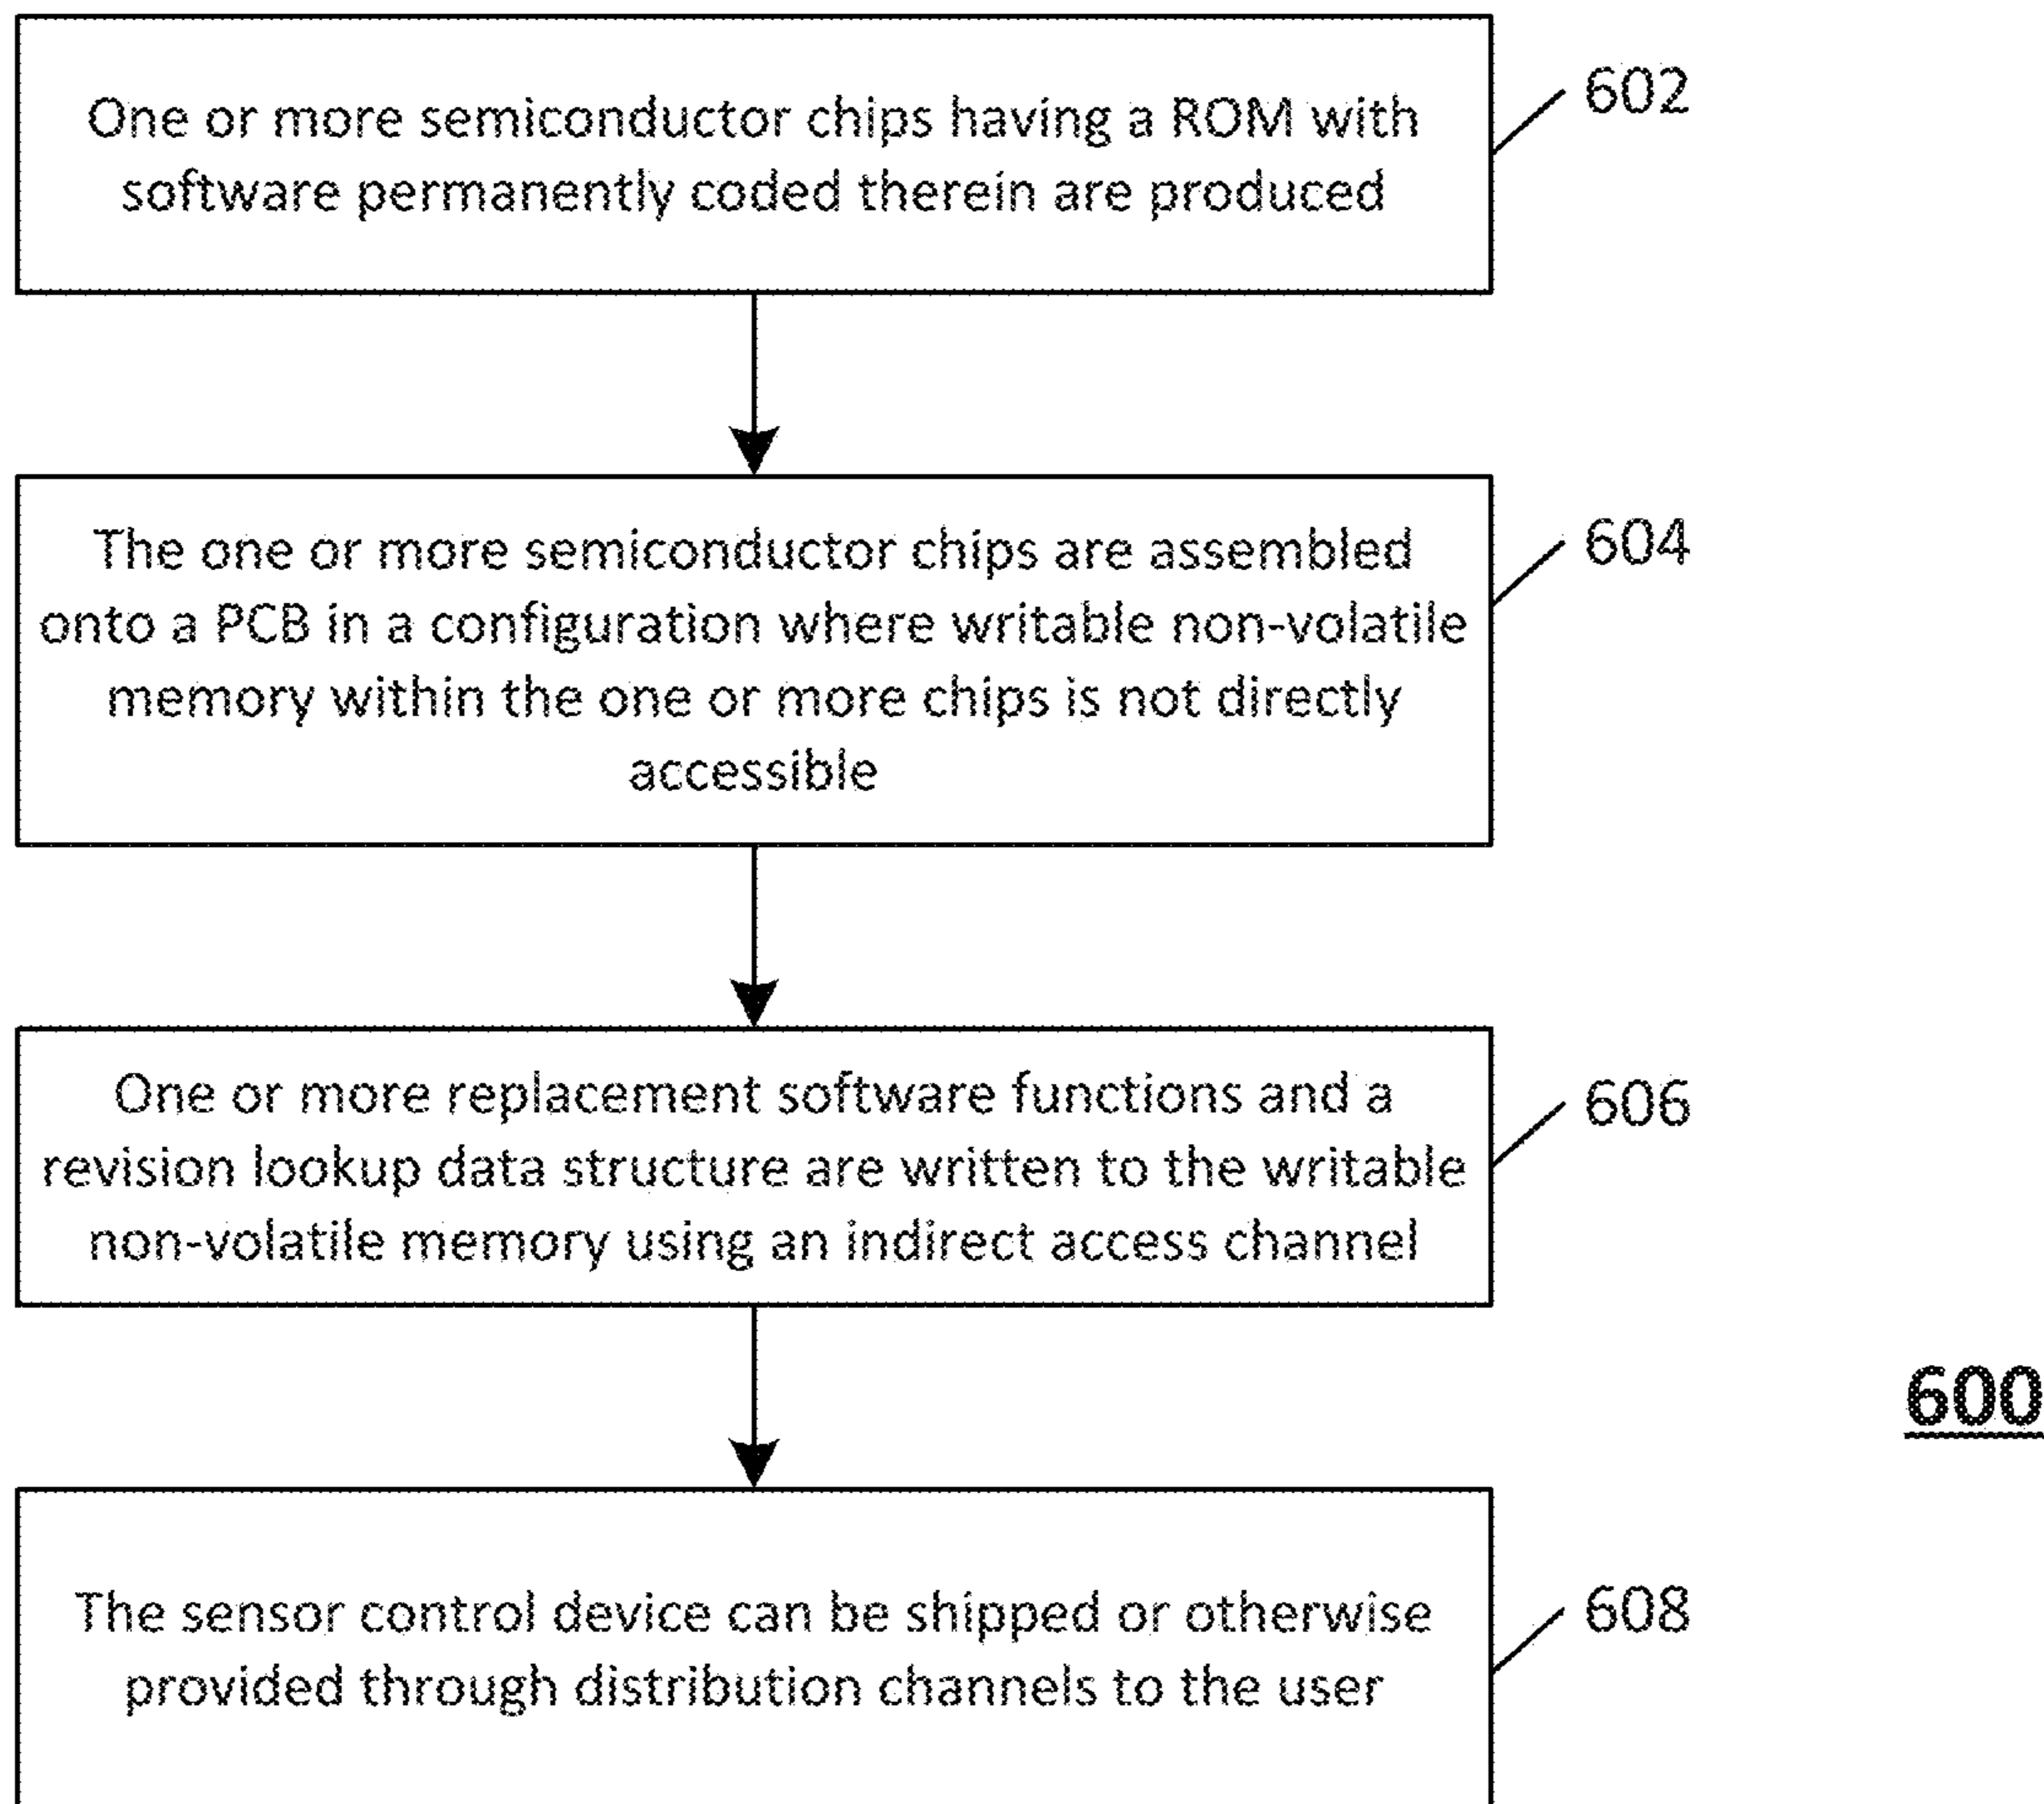 One or more semiconductor chips having a ROM with
software permanently coded therein are produced
602
The one or more semiconductor chips are assembled
onto a PCB in a configuration where writable non-volatile
memory within the one or more chips is not directly
accessible
604
One or more replacement software functions and a
revision lookup data structure are written to the writable
non-volatile memory using an indirect access channel
606
600
The sensor control device can be shipped or otherwise
provided through distribution channels to the user
608